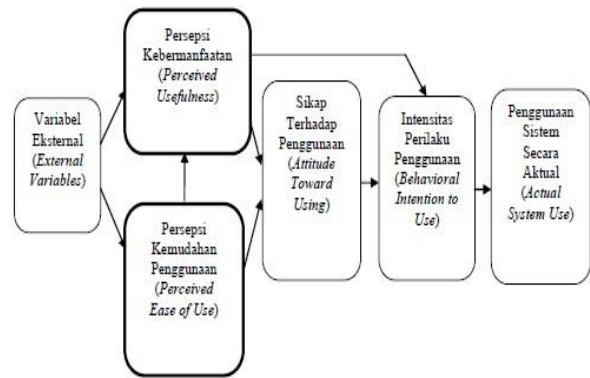 Persepsi
Kebermanfaatan
(Perceived
Usefulness)
Variabel
Eksternal
(External
Variables)
Persepsi
Kemudahan
Penggunaan
(Perceived
Ease of Use)
Sikap
Terhadap
Penggunaan
(Attitude
Toward
Using)
Intensitas
Perilaku
Penggunaan
(Behavioral
Intention to
Use)
Penggunaan
Sistem
Secara
Aktual
(Actual
System Use)